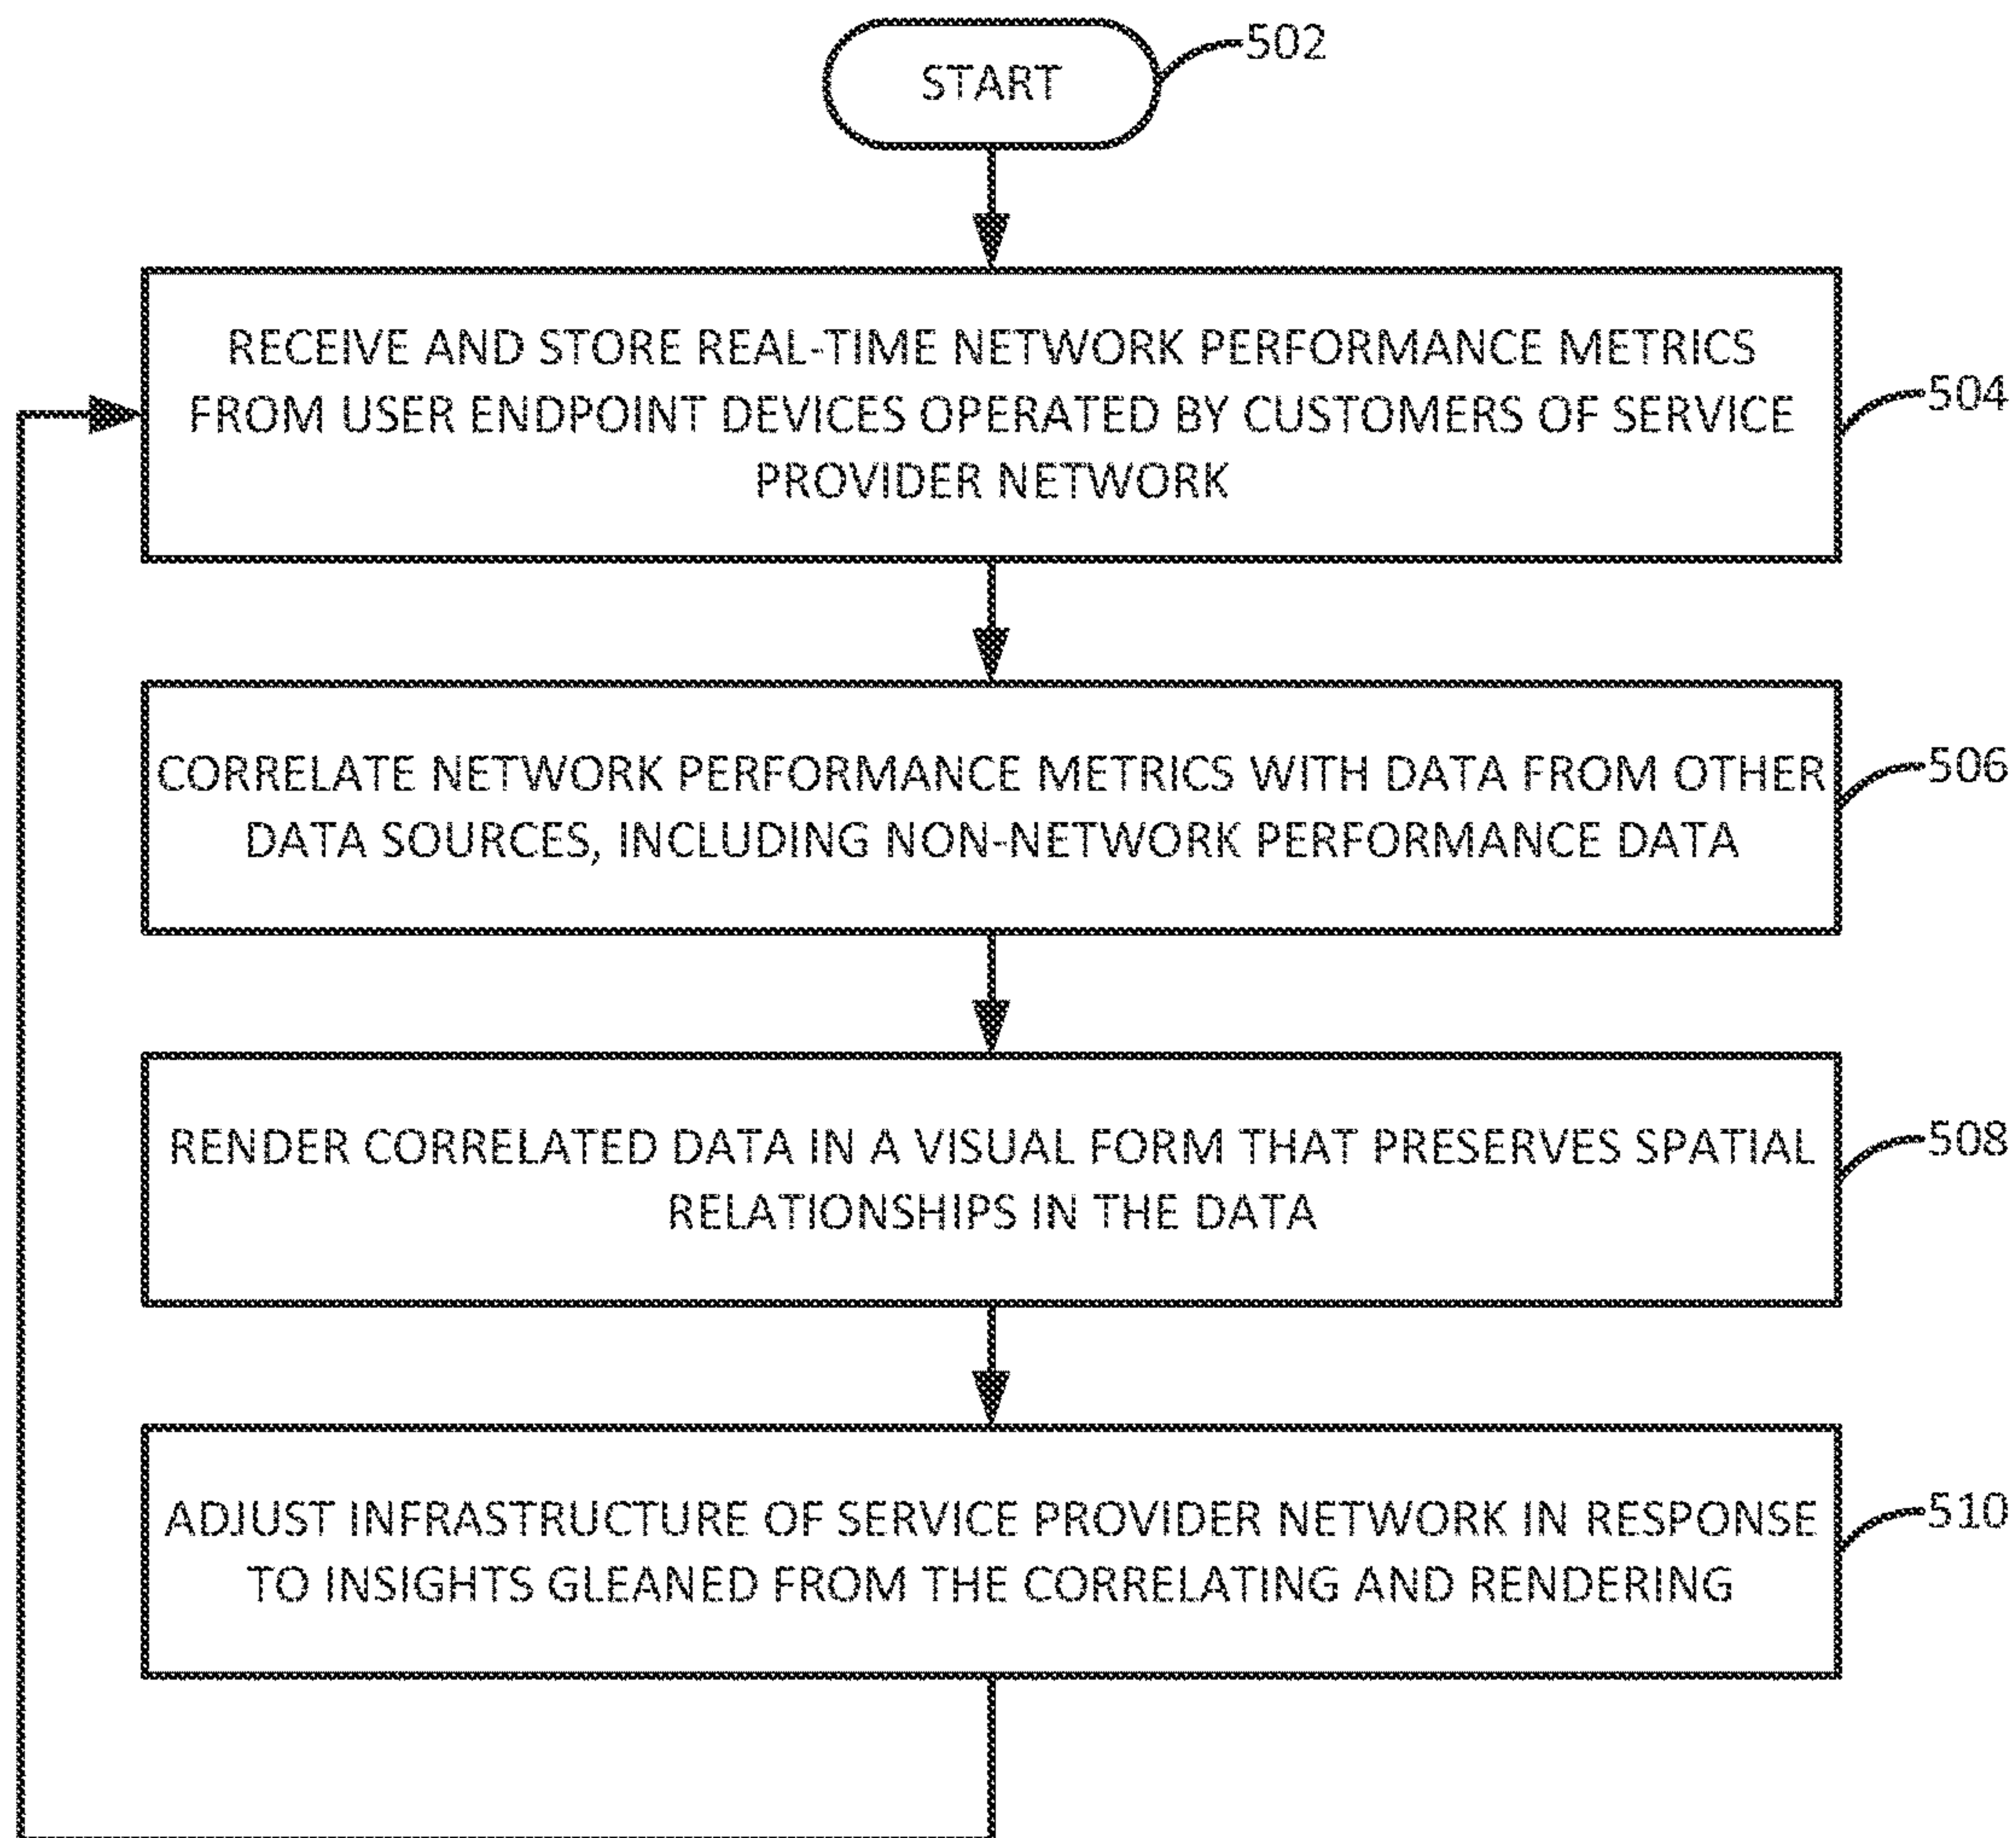 START
502
RECEIVE AND STORE REAL-TIME NETWORK PERFORMANCE METRICS
FROM USER ENDPOINT DEVICES OPERATED BY CUSTOMERS OF SERVICE
PROVIDER NETWORK
504
CORRELATE NETWORK PERFORMANCE METRICS WITH DATA FROM OTHER
DATA SOURCES, INCLUDING NON-NETWORK PERFORMANCE DATA
506
RENDER CORRELATED DATA IN A VISUAL FORM THAT PRESERVES SPATIAL
RELATIONSHIPS IN THE DATA
508
ADJUST INFRASTRUCTURE OF SERVICE PROVIDER NETWORK IN RESPONSE
TO INSIGHTS GLEANED FROM THE CORRELATING AND RENDERING
510